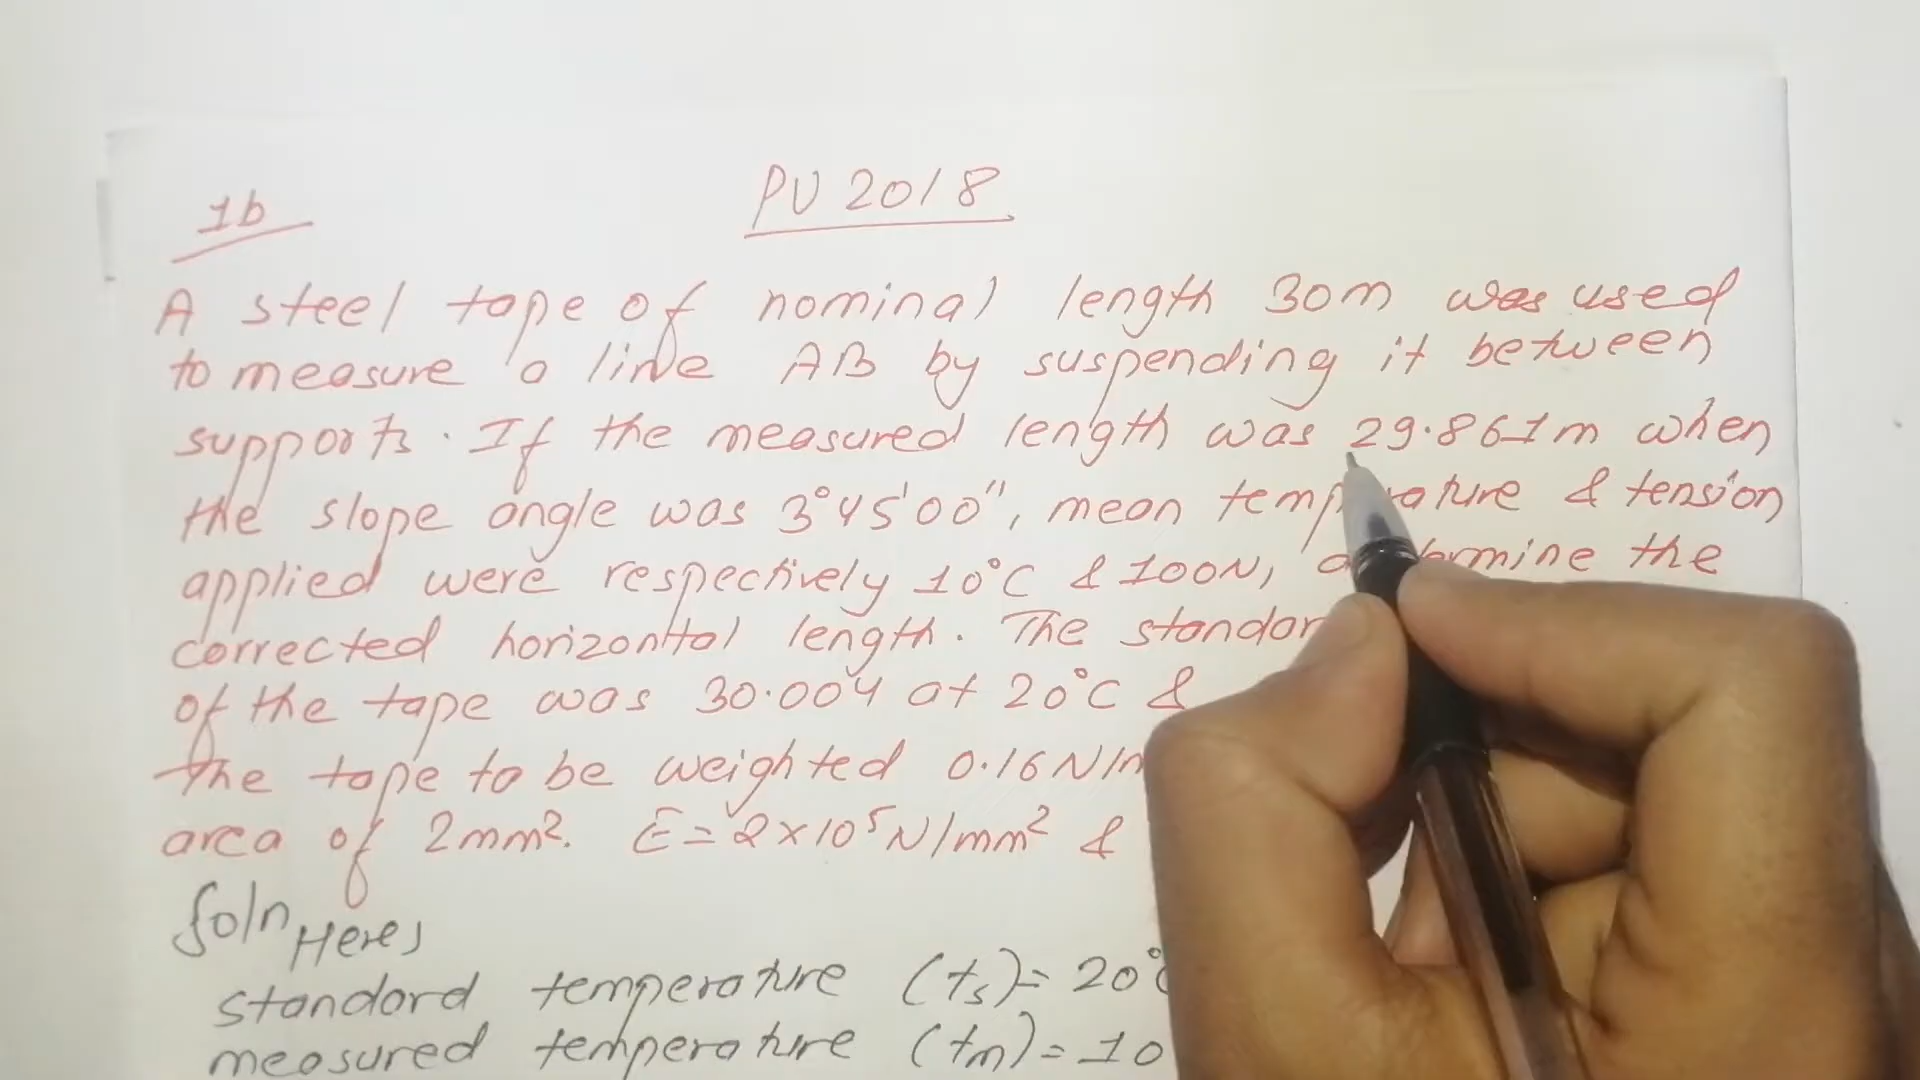 1b
PU 2018
A steel tape of nominal length 30m was used
to measure a line AB by suspending it between
supports. If the measured length was 29.861m when
the slope angle was 3°45'00", mean temperature & tension
applied were respectively 10°C & 100N, determine the
corrected horizontal length. The standar
of the tape was 30.004 at 20°C &
the tape to be weighted 0.16N/m
area of 2mm². E=2×10⁵N/mm² &
Soln Here,
standard temperature (ts)= 20°C
measured temperature (tm)= 10